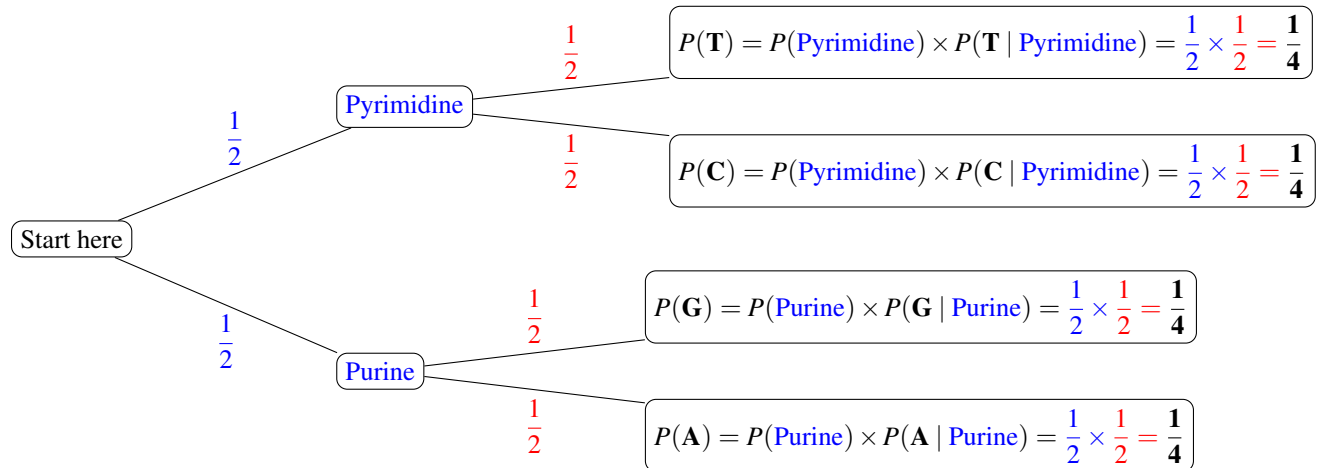 1/2
P(T) = P(Pyrimidine) × P(T | Pyrimidine) = 1/2 × 1/2 = 1/4
Pyrimidine
1/2
1/2
P(C) = P(Pyrimidine) × P(C | Pyrimidine) = 1/2 × 1/2 = 1/4
Start here
1/2
1/2
P(G) = P(Purine) × P(G | Purine) = 1/2 × 1/2 = 1/4
Purine
1/2
P(A) = P(Purine) × P(A | Purine) = 1/2 × 1/2 = 1/4